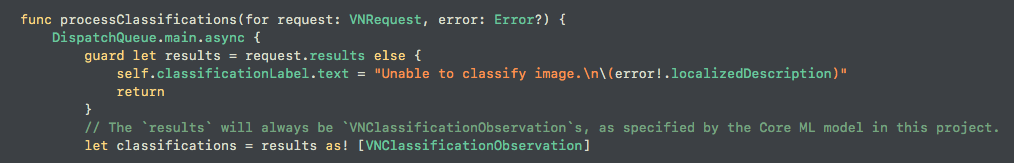 func processClassifications(for request: VNRequest, error: Error?) {
    DispatchQueue.main.async {
        guard let results = request.results else {
            self.classificationLabel.text = "Unable to classify image.\n\(error!.localizedDescription)"
            return
        }
        // The `results` will always be `VNClassificationObservation`s, as specified by the Core ML model in this project.
        let classifications = results as! [VNClassificationObservation]